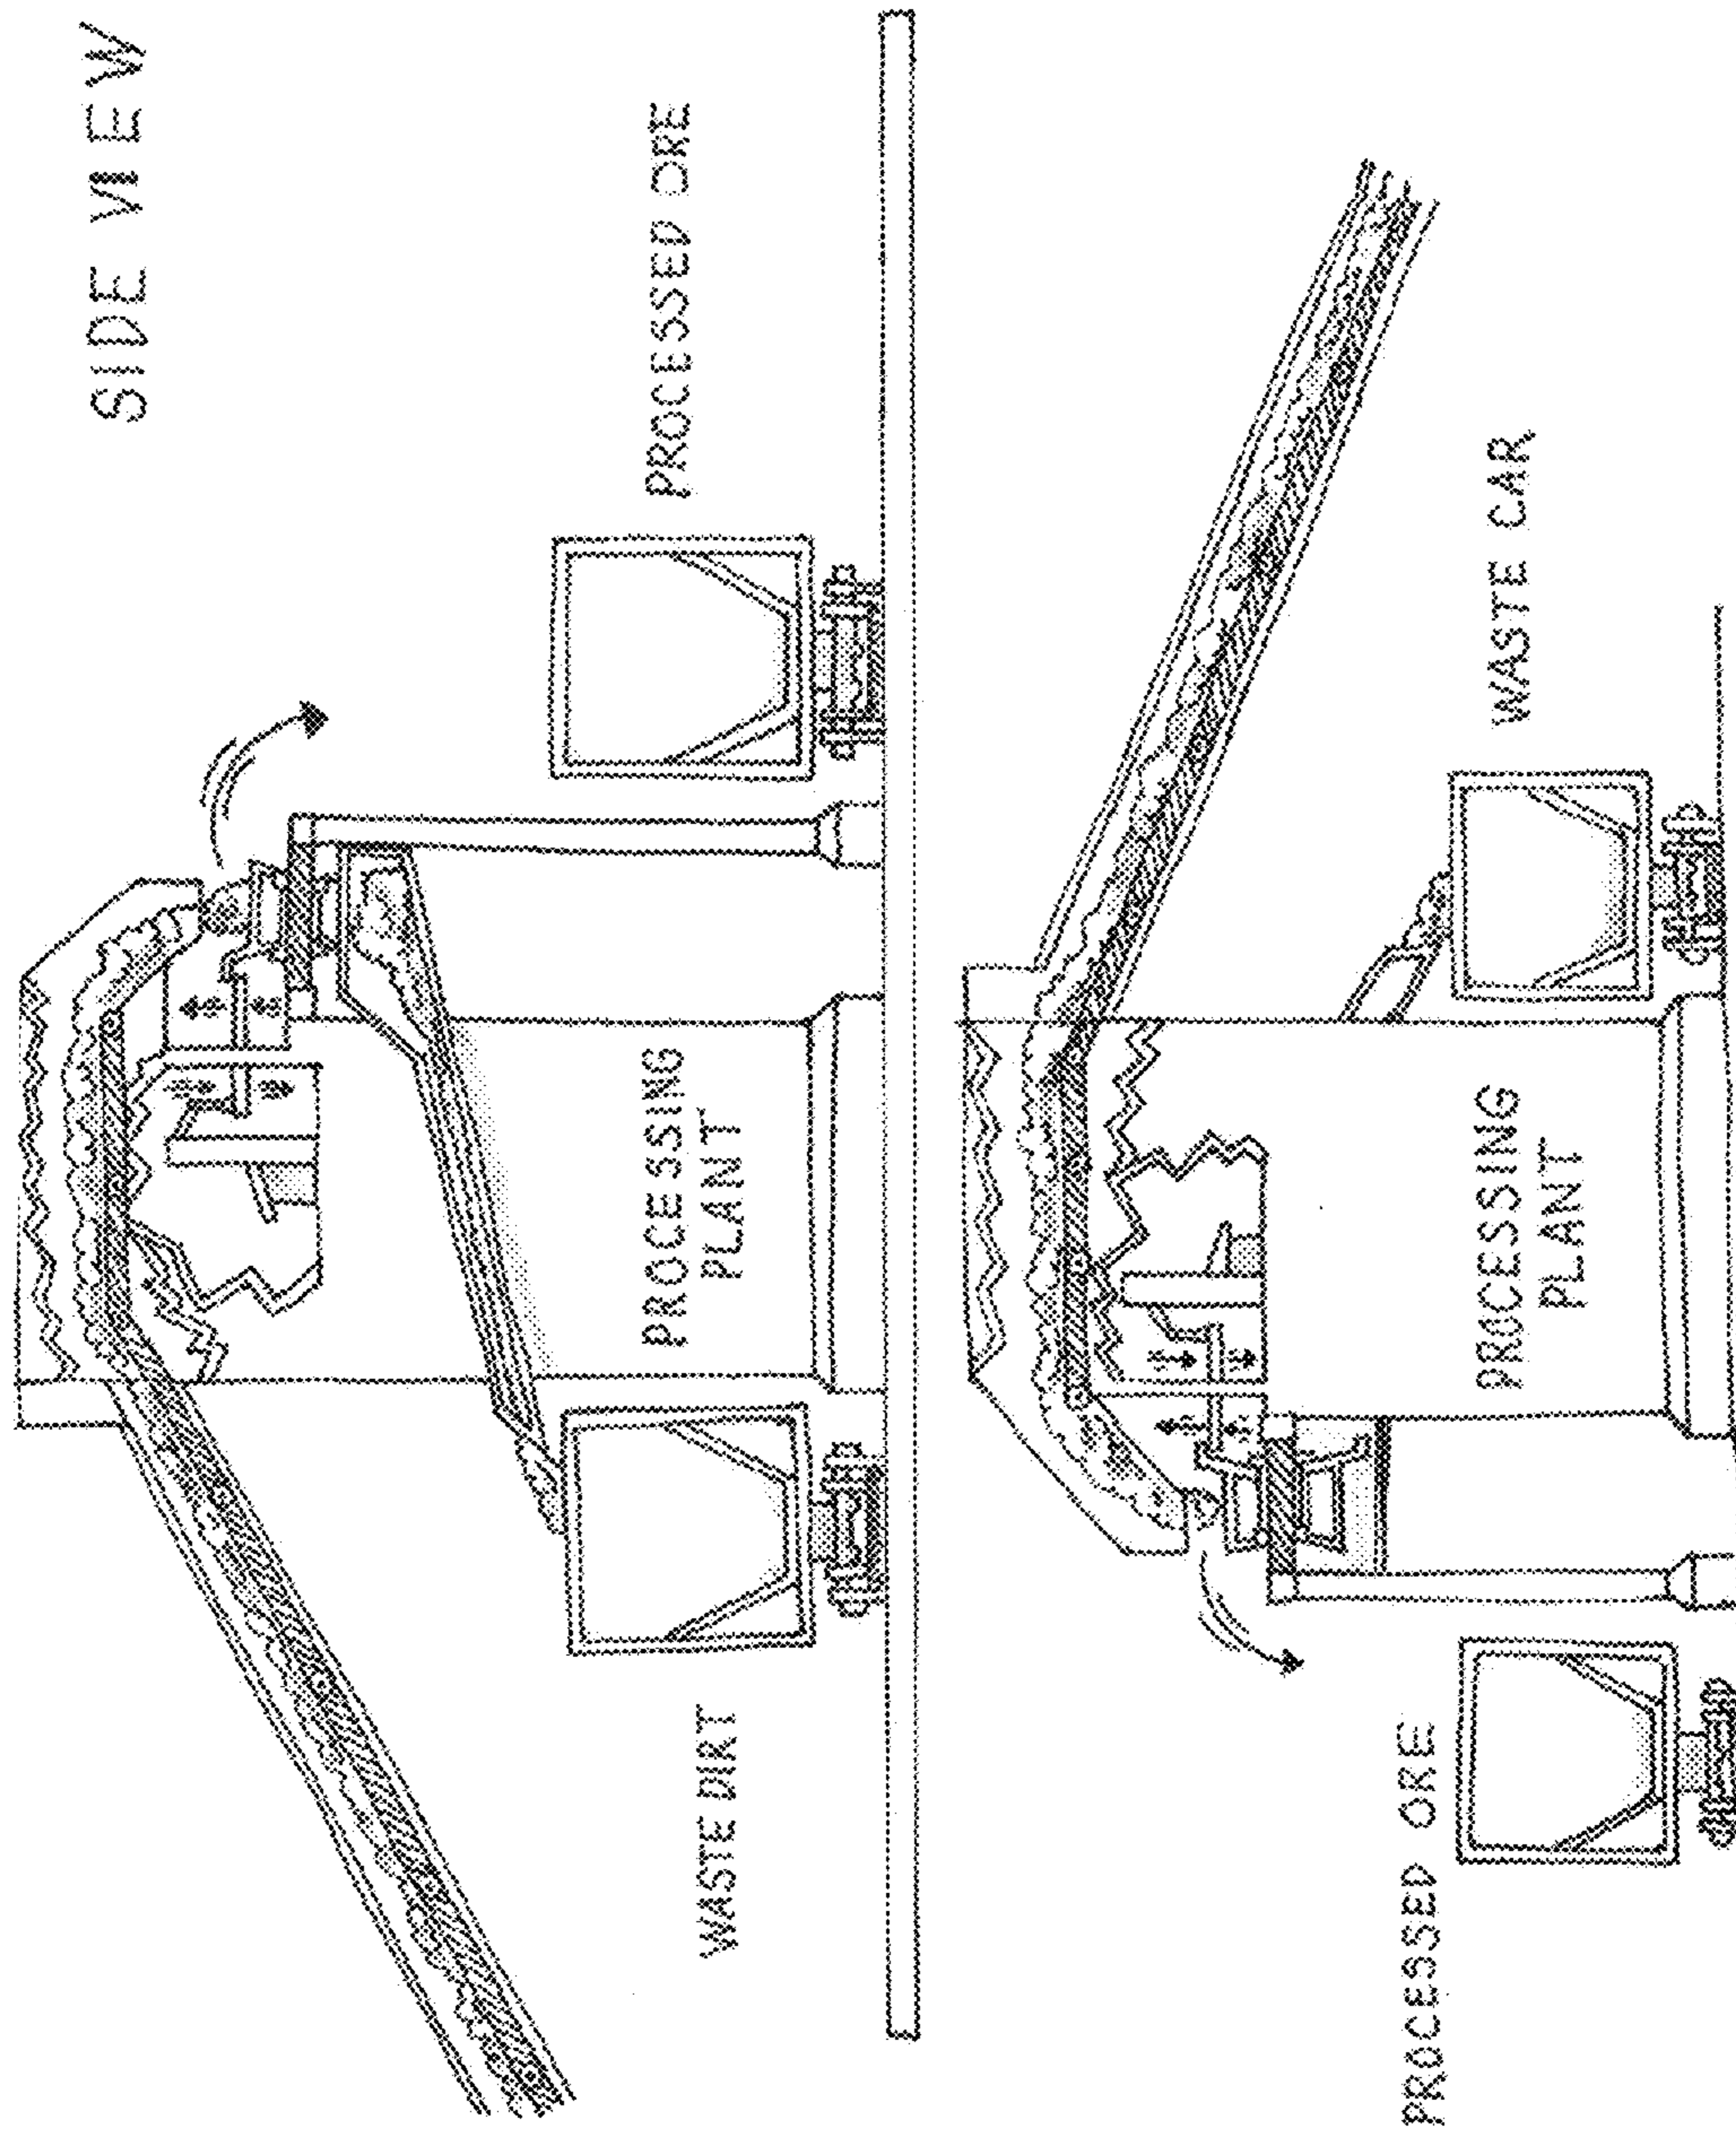 SIDE VIEW
WASTE DIRT
PROCESSING
PLANT
PROCESSED ORE
PROCESSED ORE
PROCESSING
PLANT
WASTE CAR